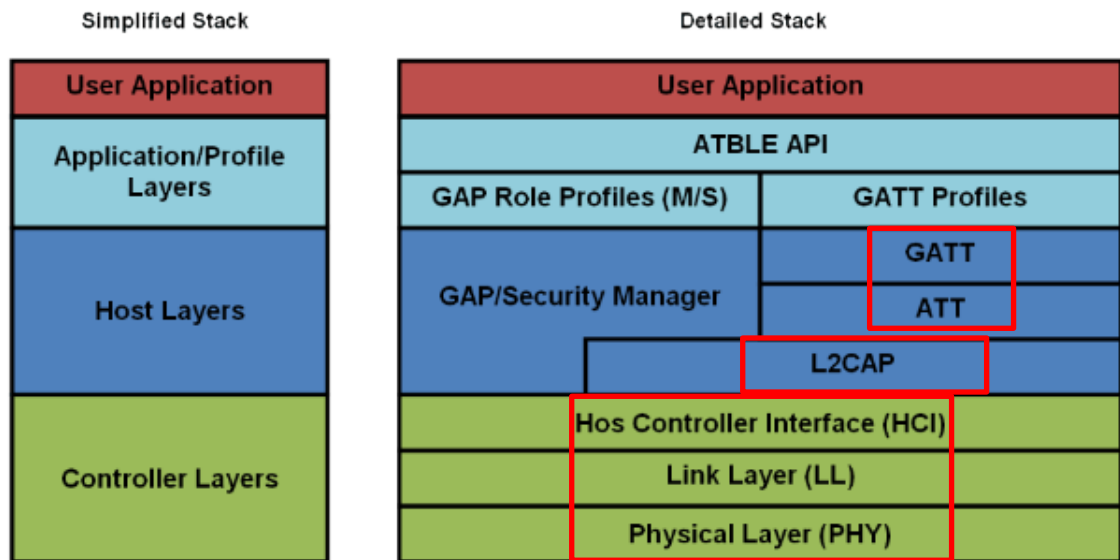 Simplified Stack
Detailed Stack
User Application
Application/Profile
Layers
Host Layers
Controller Layers
User Application
ATBLE API
GAP Role Profiles (M/S)
GATT Profiles
GAP/Security Manager
GATT
ATT
L2CAP
Hos Controller Interface (HCI)
Link Layer (LL)
Physical Layer (PHY)